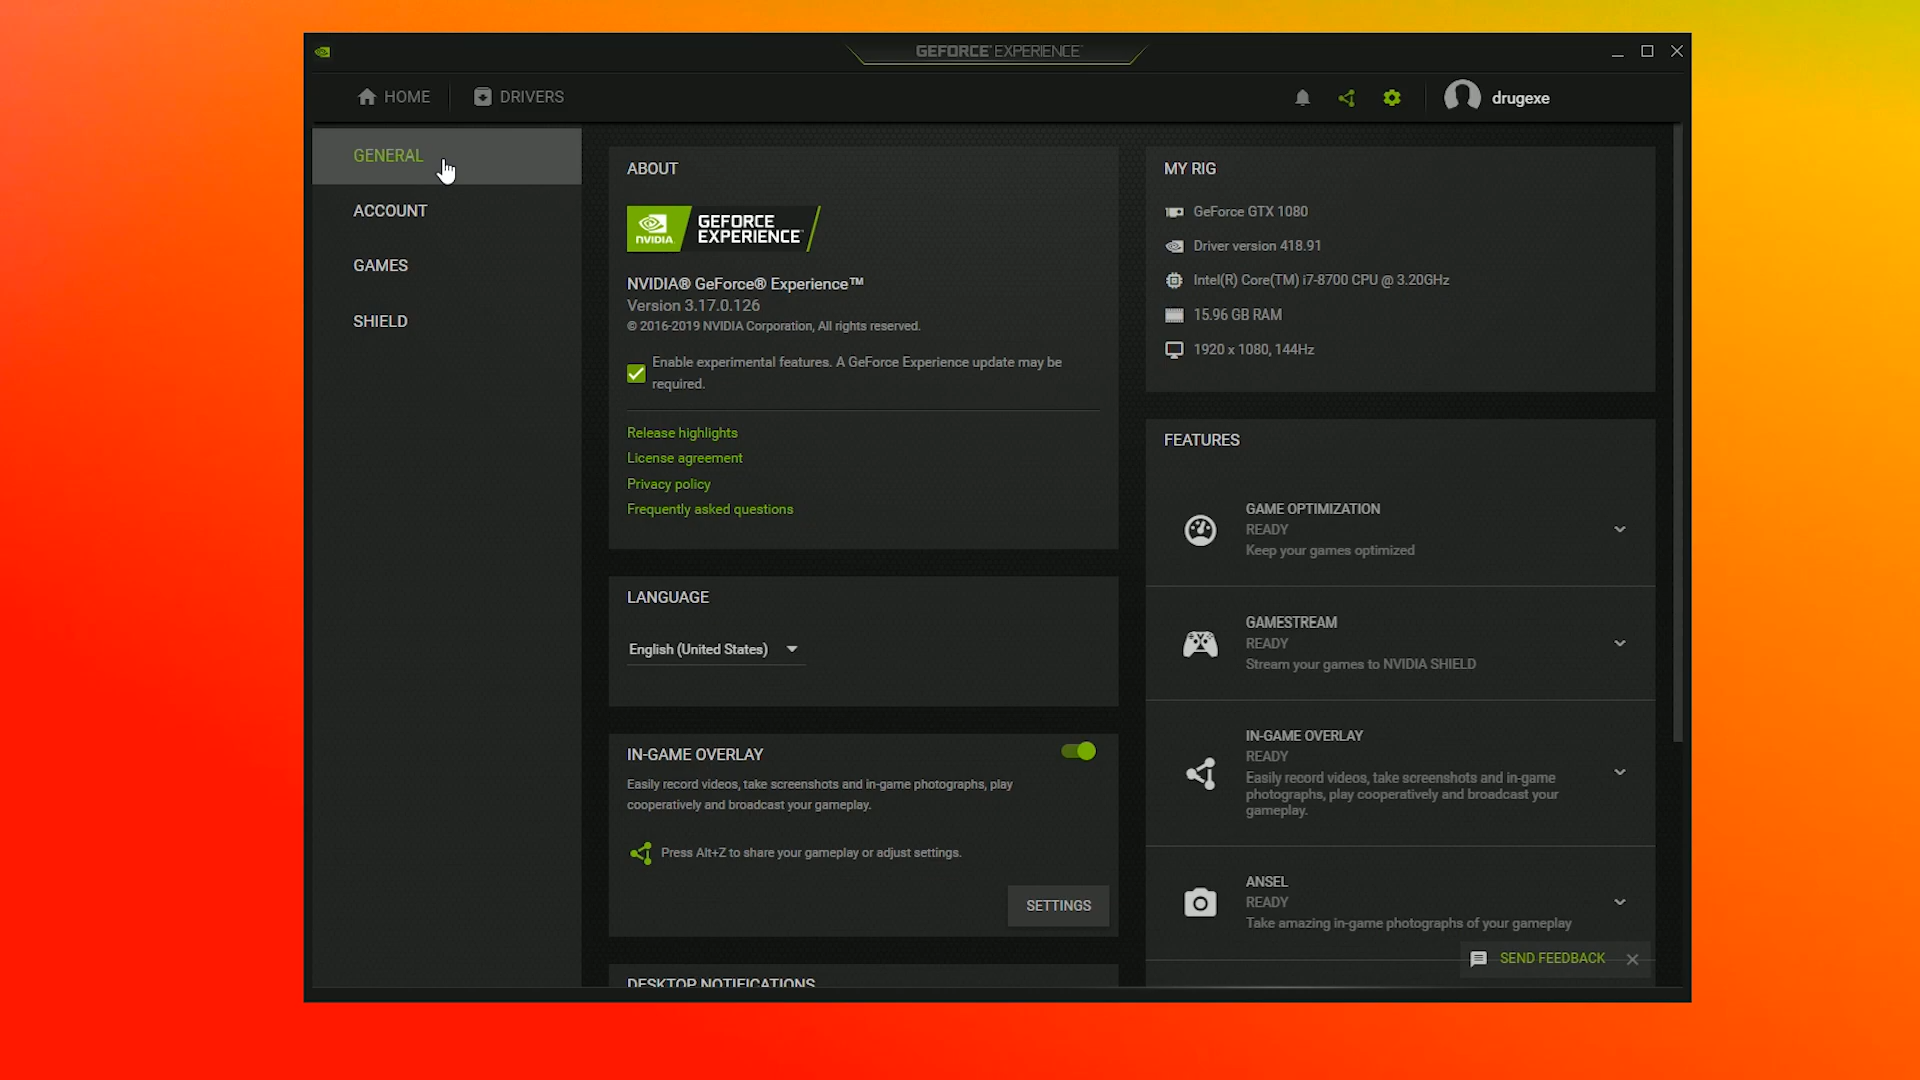 GEFORCE® EXPERIENCE™
HOME
DRIVERS
drugexe
GENERAL
ACCOUNT
GAMES
SHIELD
ABOUT
NVIDIA.
GEFORCE
EXPERIENCE™
NVIDIA® GeForce® Experience™
Version 3.17.0.126
© 2016-2019 NVIDIA Corporation, All rights reserved.
Enable experimental features. A GeForce Experience update may be
required.
Release highlights
License agreement
Privacy policy
Frequently asked questions
LANGUAGE
English (United States)
IN-GAME OVERLAY
Easily record videos, take screenshots and in-game photographs, play
cooperatively and broadcast your gameplay.
Press Alt+Z to share your gameplay or adjust settings.
SETTINGS
DESKTOP NOTIFICATIONS
MY RIG
GeForce GTX 1080
Driver version 418.91
Intel(R) Core(TM) i7-8700 CPU @ 3.20GHz
15.96 GB RAM
1920 x 1080, 144Hz
FEATURES
GAME OPTIMIZATION
READY
Keep your games optimized
GAMESTREAM
READY
Stream your games to NVIDIA SHIELD
IN-GAME OVERLAY
READY
Easily record videos, take screenshots and in-game
photographs, play cooperatively and broadcast your
gameplay.
ANSEL
READY
Take amazing in-game photographs of your gameplay
SEND FEEDBACK